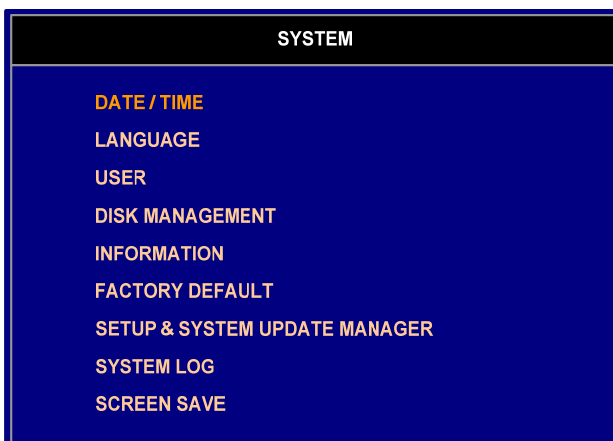 SYSTEM
DATE / TIME
LANGUAGE
USER
DISK MANAGEMENT
INFORMATION
FACTORY DEFAULT
SETUP & SYSTEM UPDATE MANAGER
SYSTEM LOG
SCREEN SAVE